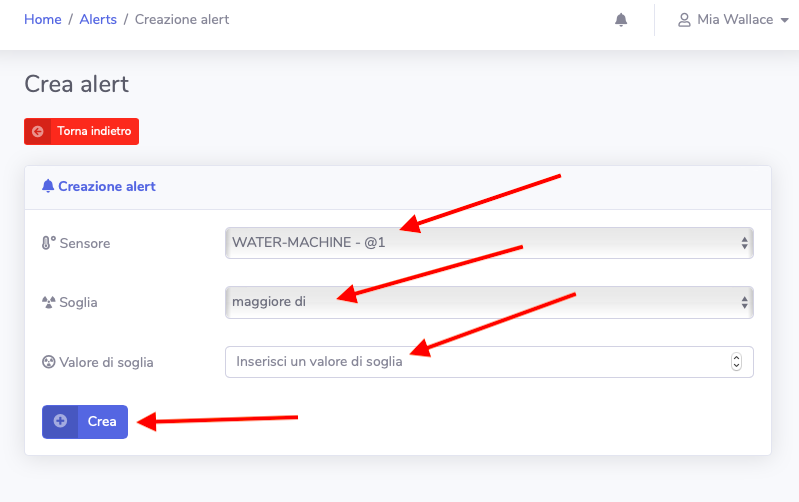 Home / Alerts / Creazione alert
Mia Wallace
Crea alert
Torna indietro
Creazione alert
Sensore
WATER-MACHINE - @1
Soglia
maggiore di
Valore di soglia
Inserisci un valore di soglia
Crea